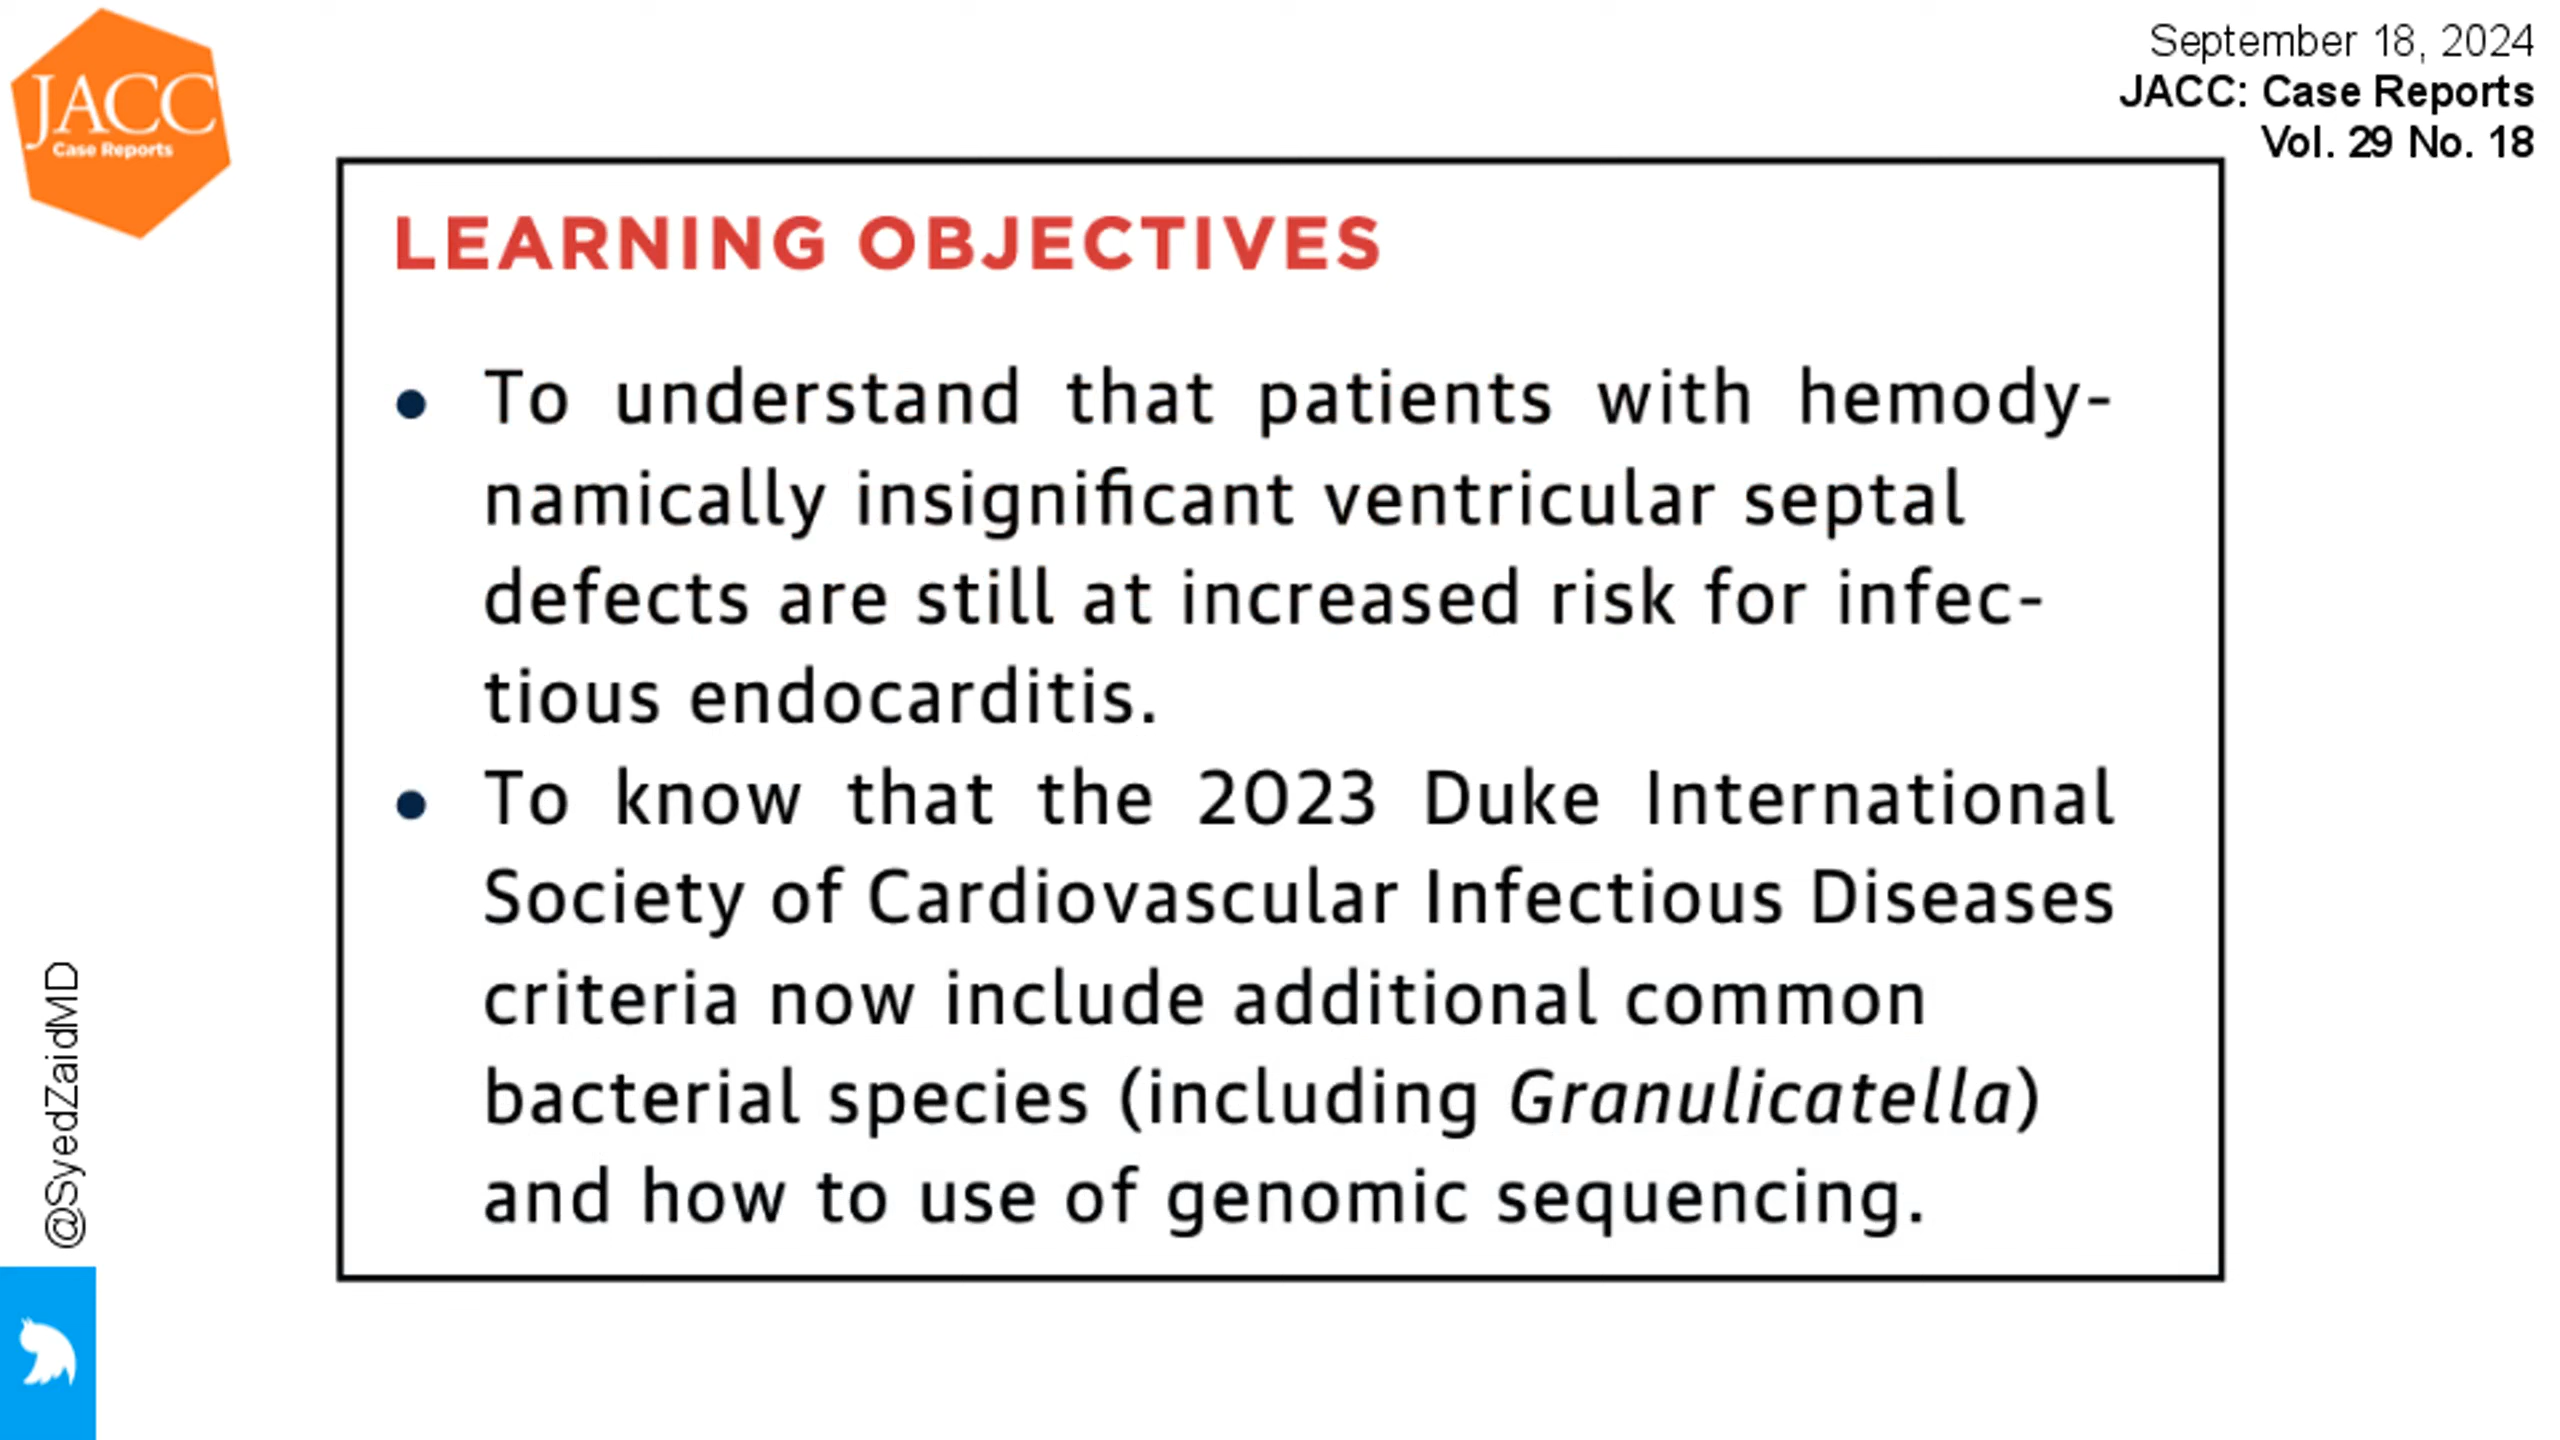 JACC
Case Reports
September 18, 2024
JACC: Case Reports
Vol. 29 No. 18
LEARNING OBJECTIVES
• To understand that patients with hemody-
namically insignificant ventricular septal
defects are still at increased risk for infec-
tious endocarditis.
• To know that the 2023 Duke International
Society of Cardiovascular Infectious Diseases
criteria now include additional common
bacterial species (including Granulicatella)
and how to use of genomic sequencing.
@SyedZaidMD